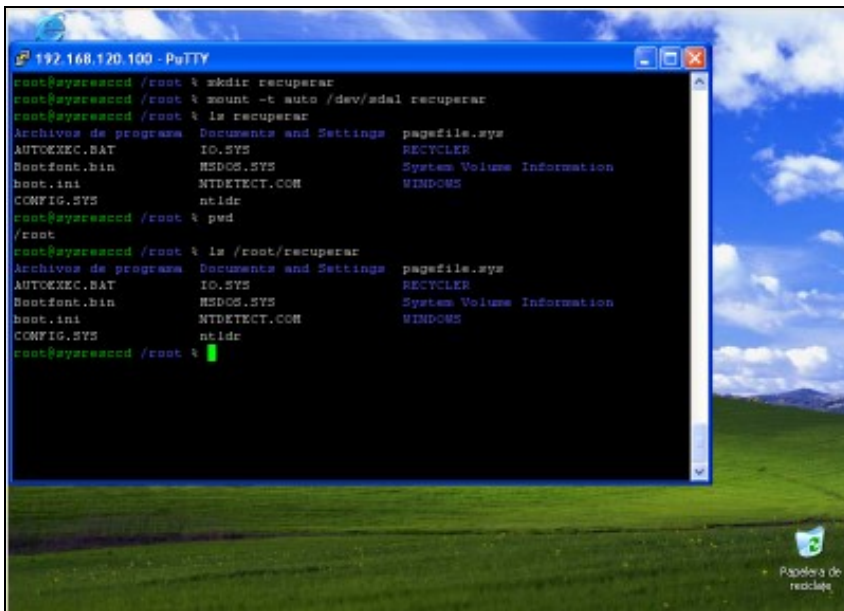 192.168.120.100 - PuTTY
root@sysresccd /root % mkdir recuperar
root@sysresccd /root % mount -t auto /dev/sda1 recuperar
root@sysresccd /root % ls recuperar
Archivos de programa Documents and Settings pagefile.sys
AUTOEXEC.BAT IO.SYS RECYCLER
Bootfont.bin MSDOS.SYS System Volume Information
boot.ini NTDETECT.COM WINDOWS
CONFIG.SYS ntldr
root@sysresccd /root % pwd
/root
root@sysresccd /root % ls /root/recuperar
Archivos de programa Documents and Settings pagefile.sys
AUTOEXEC.BAT IO.SYS RECYCLER
Bootfont.bin MSDOS.SYS System Volume Information
boot.ini NTDETECT.COM WINDOWS
CONFIG.SYS ntldr
root@sysresccd /root %
Papelera de
reciclaje